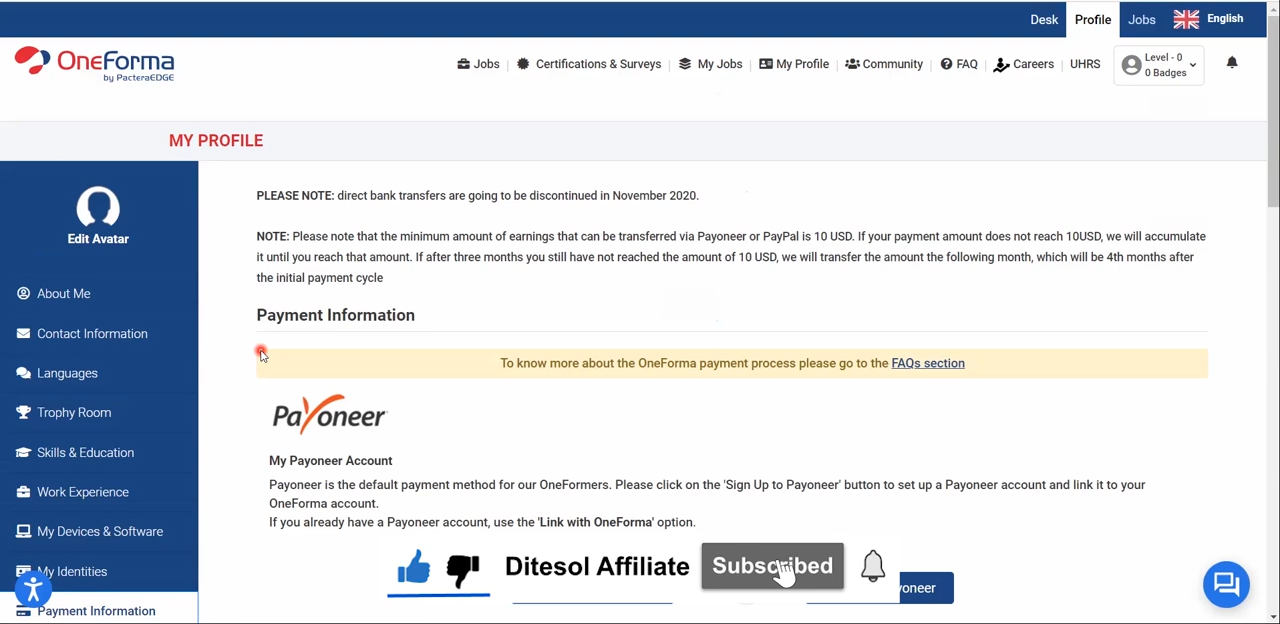 Desk Profile Jobs English
OneForma
by PacteraEDGE
Jobs Certifications & Surveys My Jobs My Profile Community FAQ Careers UHRS Level - 0
0 Badges
MY PROFILE
Edit Avatar
About Me
Contact Information
Languages
Trophy Room
Skills & Education
Work Experience
My Devices & Software
My Identities
Payment Information
PLEASE NOTE: direct bank transfers are going to be discontinued in November 2020.
NOTE: Please note that the minimum amount of earnings that can be transferred via Payoneer or PayPal is 10 USD. If your payment amount does not reach 10USD, we will accumulate
it until you reach that amount. If after three months you still have not reached the amount of 10 USD, we will transfer the amount the following month, which will be 4th months after
the initial payment cycle
Payment Information
To know more about the OneForma payment process please go to the FAQs section
Payoneer
My Payoneer Account
Payoneer is the default payment method for our OneFormers. Please click on the 'Sign Up to Payoneer' button to set up a Payoneer account and link it to your
OneForma account.
If you already have a Payoneer account, use the 'Link with OneForma' option.
Ditesol Affiliate Subscribed
yoneer